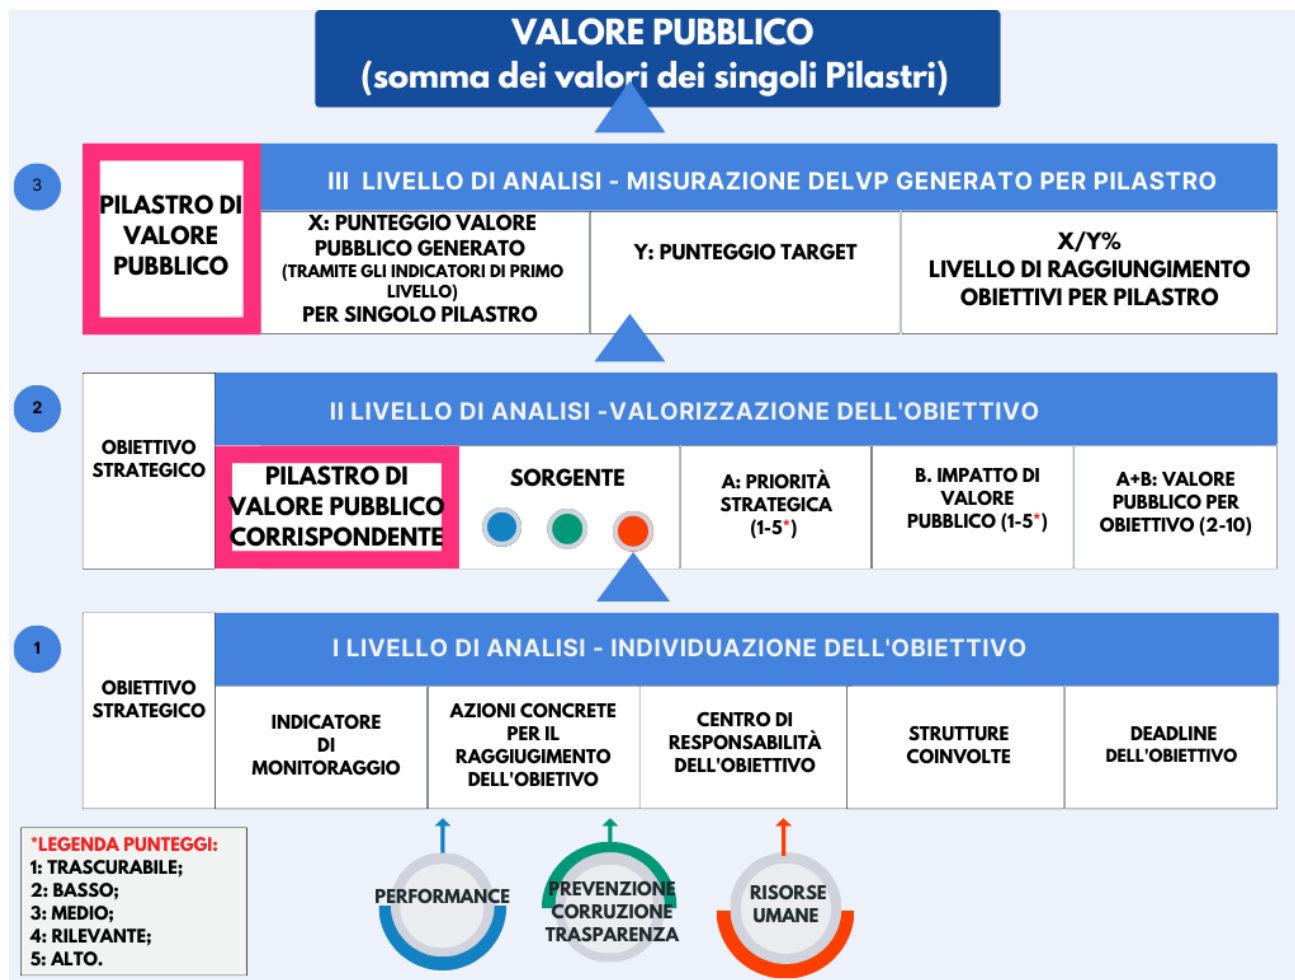 VALORE PUBBLICO
(somma dei valori dei singoli Pilastri)
3
PILASTRO DI
VALORE
PUBBLICO
III LIVELLO DI ANALISI - MISURAZIONE DELVP GENERATO PER PILASTRO
X: PUNTEGGIO VALORE
PUBBLICO GENERATO
(TRAMITE GLI INDICATORI DI PRIMO
LIVELLO)
PER SINGOLO PILASTRO
Y: PUNTEGGIO TARGET
X/Y%
LIVELLO DI RAGGIUNGIMENTO
OBIETTIVI PER PILASTRO
2
OBIETTIVO
STRATEGICO
II LIVELLO DI ANALISI -VALORIZZAZIONE DELL'OBIETTIVO
PILASTRO DI
VALORE PUBBLICO
CORRISPONDENTE
SORGENTE
A: PRIORITÀ
STRATEGICA
(1-5*)
B. IMPATTO DI
VALORE
PUBBLICO (1-5*)
A+B: VALORE
PUBBLICO PER
OBIETTIVO (2-10)
1
OBIETTIVO
STRATEGICO
I LIVELLO DI ANALISI - INDIVIDUAZIONE DELL'OBIETTIVO
INDICATORE
DI
MONITORAGGIO
AZIONI CONCRETE
PER IL
RAGGIUGIMENTO
DELL'OBIETIVO
CENTRO DI
RESPONSABILITÀ
DELL'OBIETTIVO
STRUTTURE
COINVOLTE
DEADLINE
DELL'OBIETTIVO
*LEGENDA PUNTEGGI:
1: TRASCURABILE;
2: BASSO;
3: MEDIO;
4: RILEVANTE;
5: ALTO.
PERFORMANCE
PREVENZIONE
CORRUZIONE
TRASPARENZA
RISORSE
UMANE